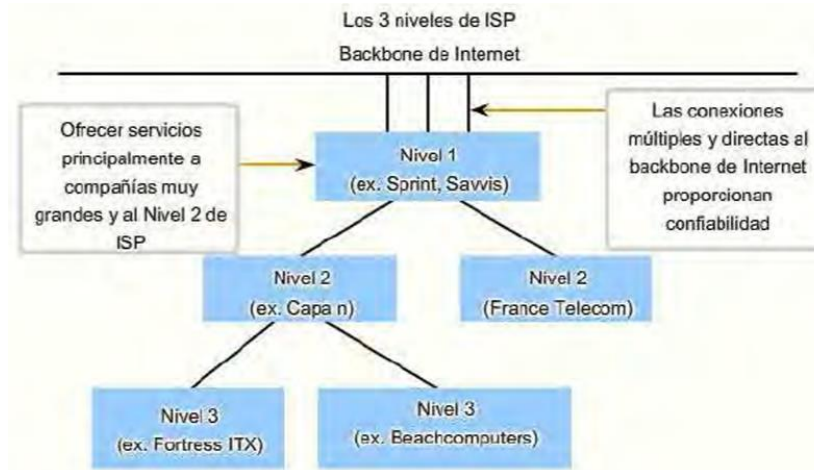 Los 3 niveles de ISP
Backbone de Internet
Ofrecer servicios
principalmente a
compañías muy
grandes y al Nivel 2 de
ISP
Las conexiones
múltiples y directas al
backbone de Internet
proporcionan
confiabilidad
Nivel 1
(ex. Sprint, Savvis)
Nivel 2
(ex. Capa n)
Nivel 2
(France Telecom)
Nivel 3
(ex. Fortress ITX)
Nivel 3
(ex. Beachcomputers)